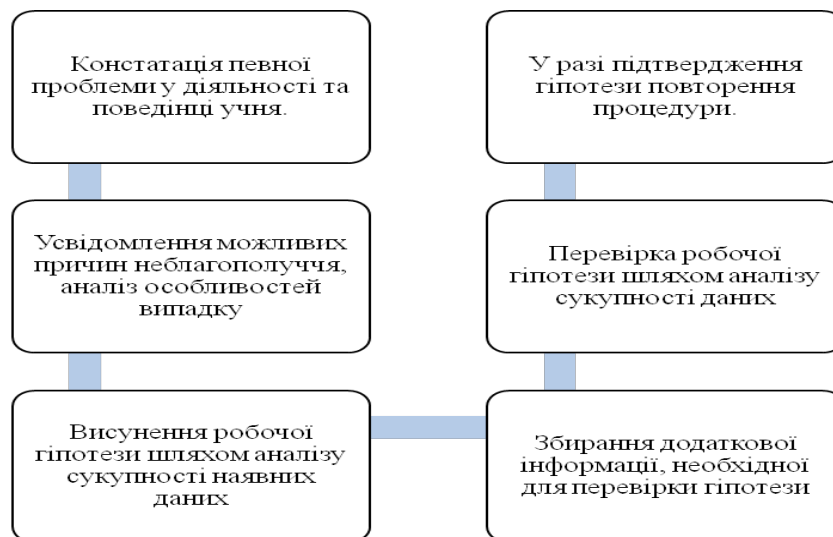 Констатація певної
проблеми у діяльності та
поведінці учня.
Усвідомлення можливих
причин неблагополуччя,
аналіз особливостей
випадку
Висунення робочої
гіпотези шляхом аналізу
сукупності наявних
даних
Збирання додаткової
інформації, необхідної
для перевірки гіпотези
Перевірка робочої
гіпотези шляхом аналізу
сукупності даних
У разі підтвердження
гіпотези повторення
процедури.